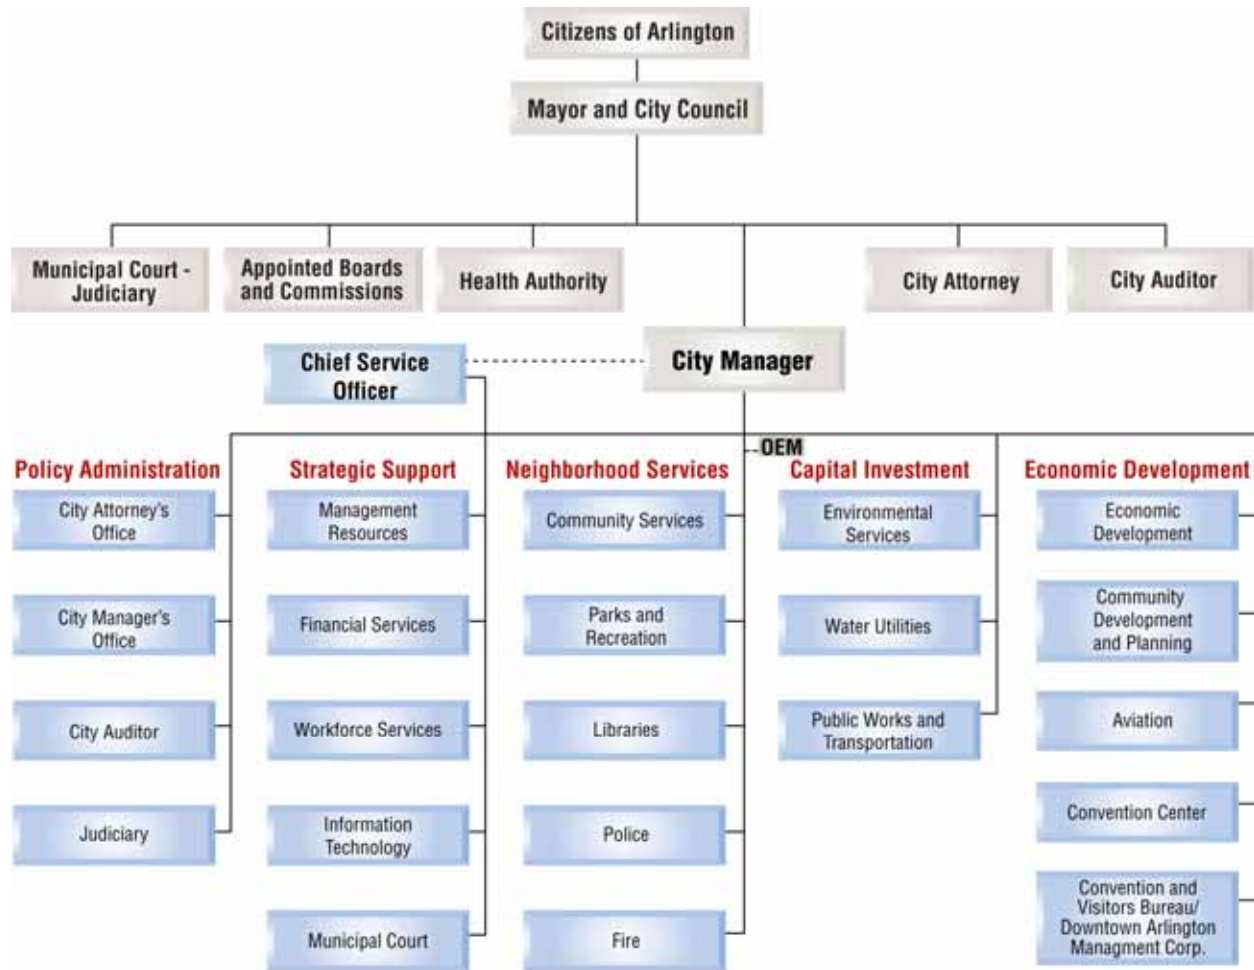 Citizens of Arlington
Mayor and City Council
Municipal Court -
Judiciary
Appointed Boards
and Commissions
Health Authority
City Attorney
City Auditor
Chief Service
Officer
City Manager
OEM
Policy Administration
City Attorney's
Office
City Manager's
Office
City Auditor
Judiciary
Strategic Support
Management
Resources
Financial Services
Workforce Services
Information
Technology
Municipal Court
Neighborhood Services
Community Services
Parks and
Recreation
Libraries
Police
Fire
Capital Investment
Environmental
Services
Water Utilities
Public Works and
Transportation
Economic Development
Economic
Development
Community
Development
and Planning
Aviation
Convention Center
Convention and
Visitors Bureau/
Downtown Arlington
Managment Corp.